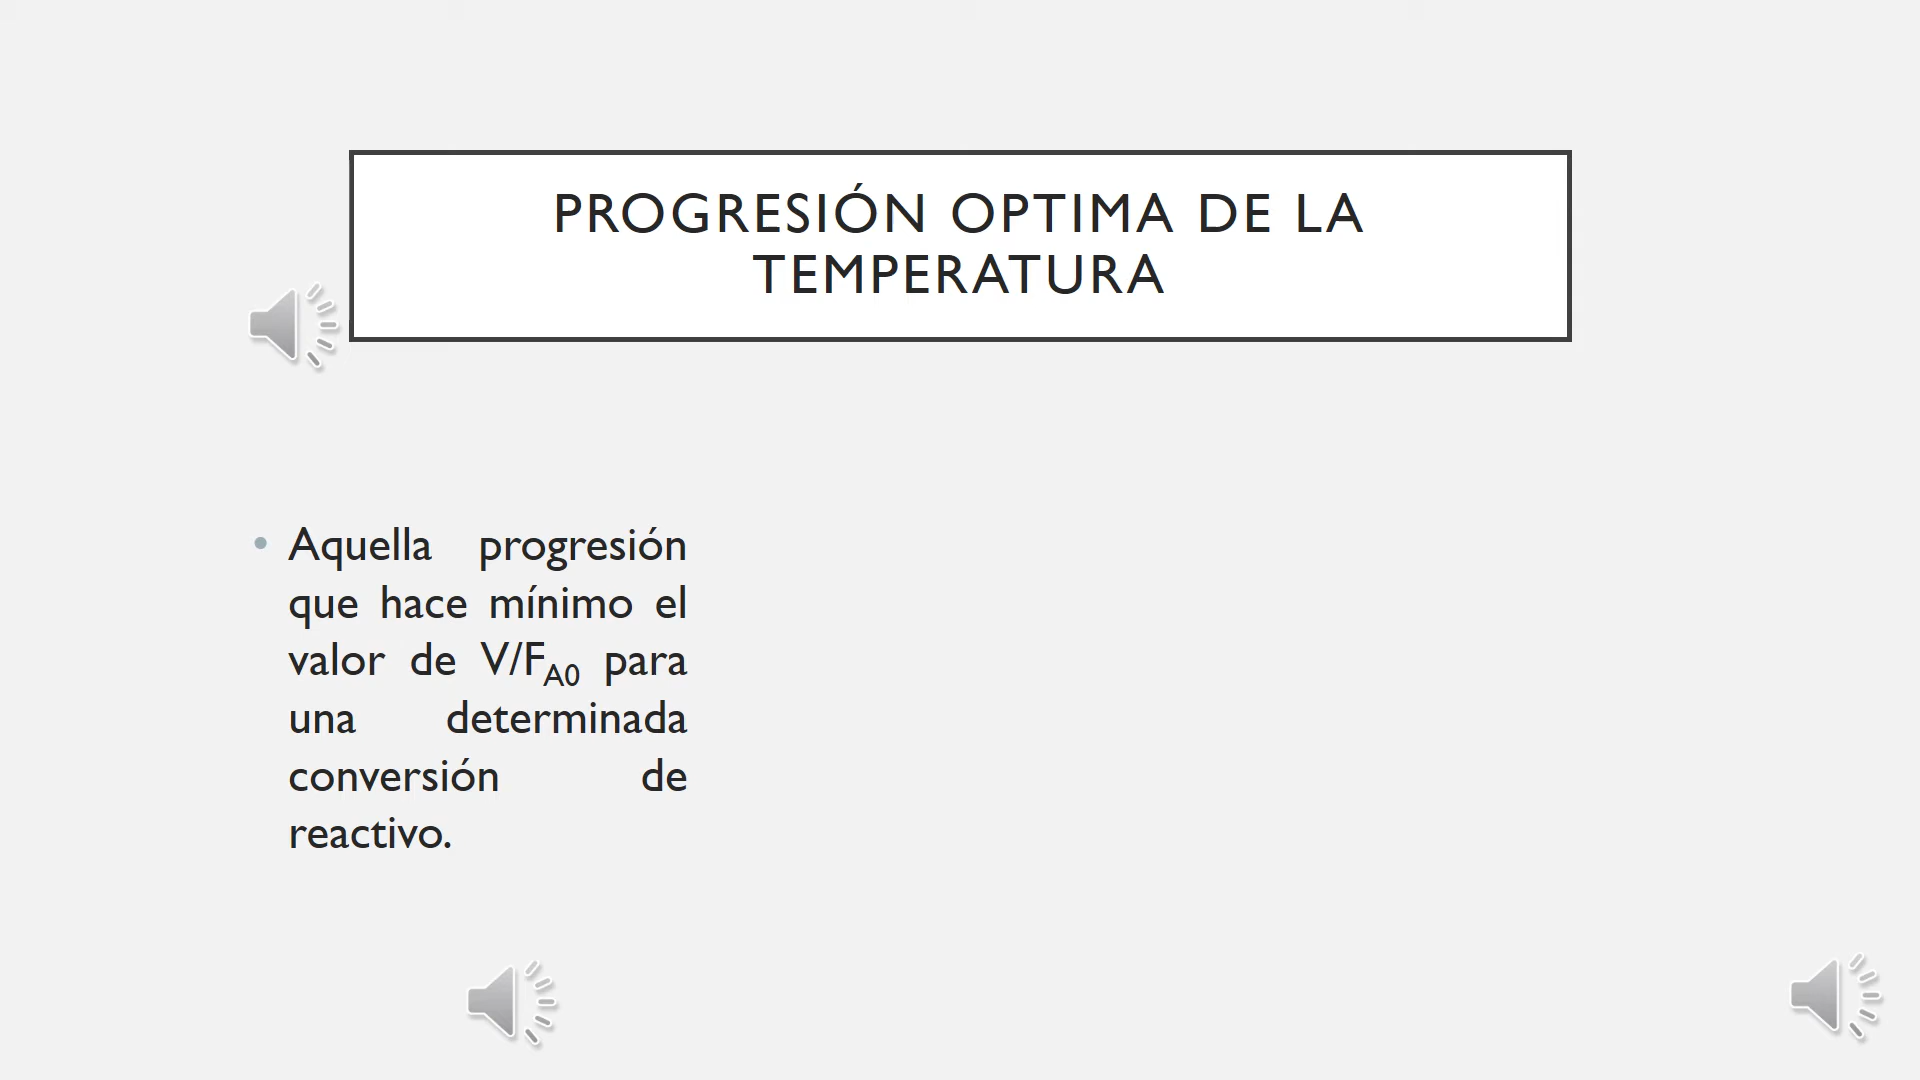 PROGRESIÓN OPTIMA DE LA
TEMPERATURA
• Aquella progresión
que hace mínimo el
valor de V/F_A0 para
una determinada
conversión de
reactivo.